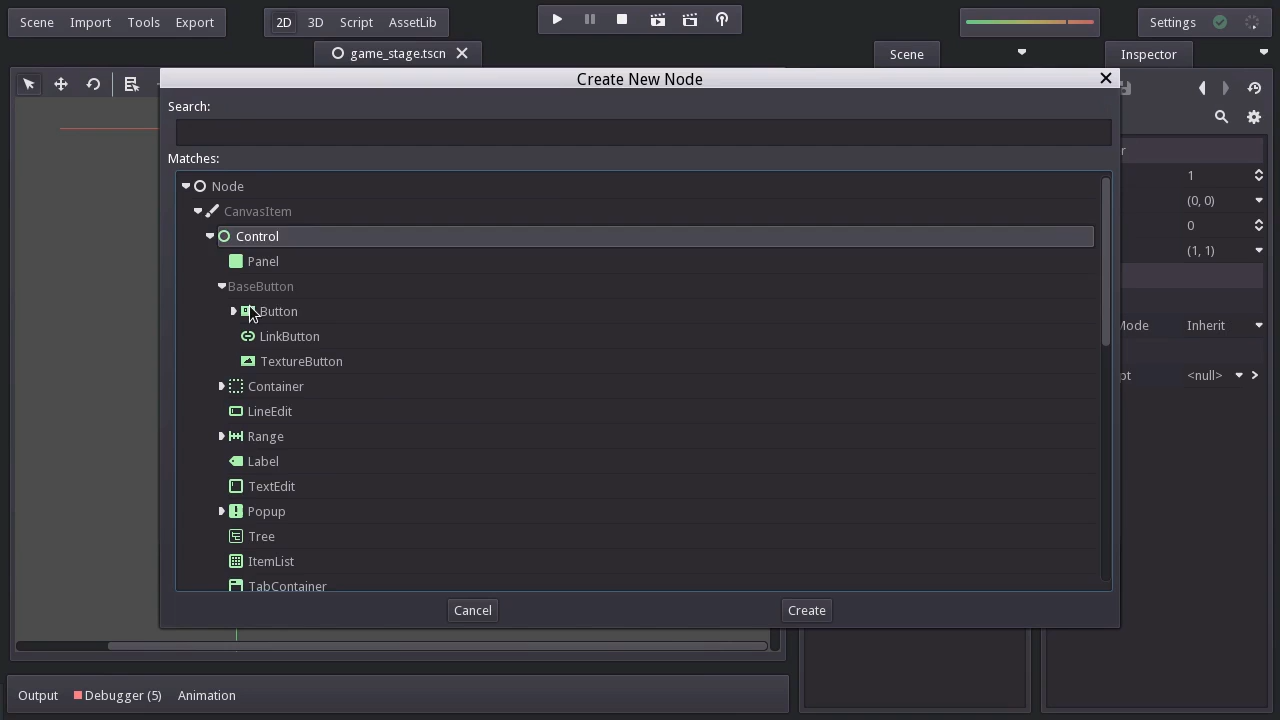 Scene Import Tools Export 2D 3D Script AssetLib Settings
game_stage.tscn Scene Inspector
Create New Node
Search:
Matches:
Node
CanvasItem
Control
Panel
BaseButton
Button
LinkButton
TextureButton
Container
LineEdit
Range
Label
TextEdit
Popup
Tree
ItemList
TabContainer
Cancel Create
r
1
(0, 0)
0
(1, 1)
Mode Inherit
pt <null>
Output Debugger (5) Animation